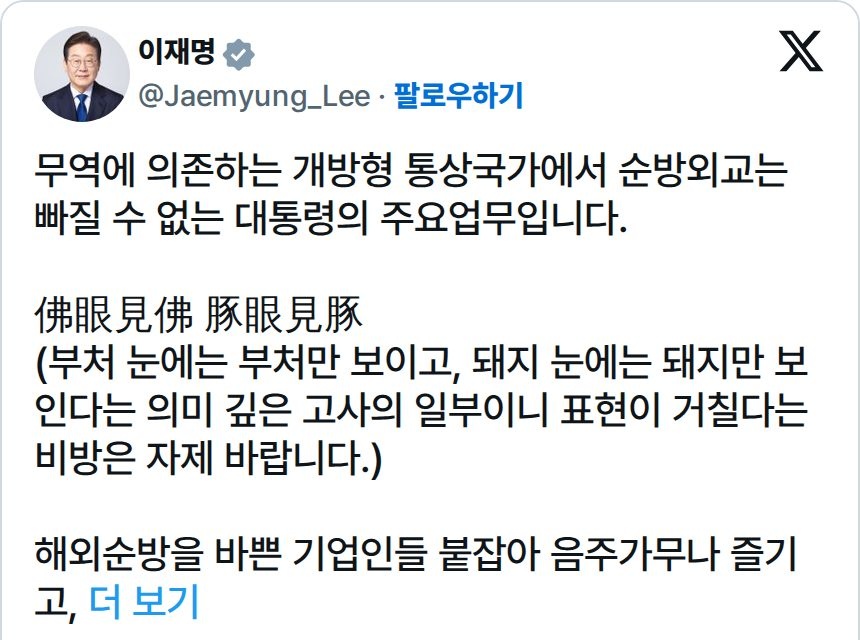 이재명
@Jaemyung_Lee · 팔로우하기
무역에 의존하는 개방형 통상국가에서 순방외교는
빠질 수 없는 대통령의 주요업무입니다.
佛眼見佛 豚眼見豚
(부처 눈에는 부처만 보이고, 돼지 눈에는 돼지만 보
인다는 의미 깊은 고사의 일부이니 표현이 거칠다는
비방은 자제 바랍니다.)
해외순방을 바쁜 기업인들 붙잡아 음주가무나 즐기
고, 더 보기